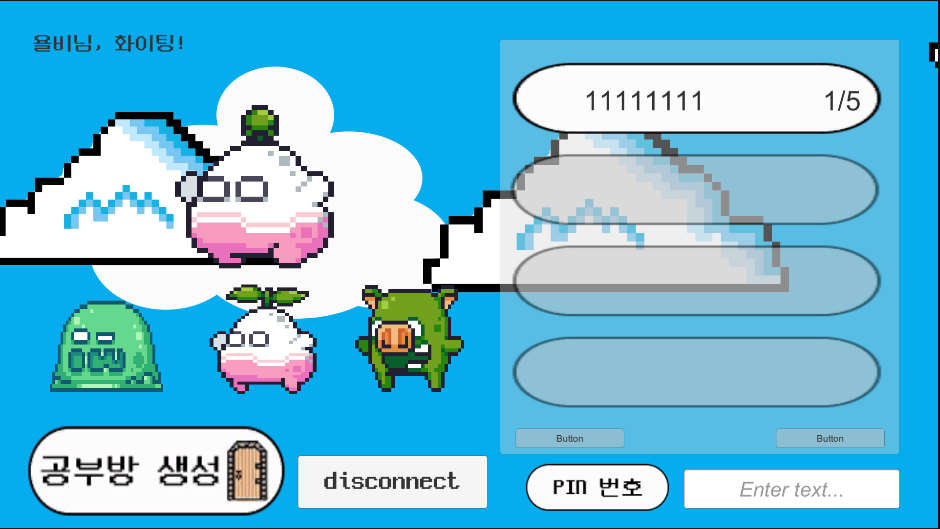 욜비님, 화이팅!
11111111 1/5
Button Button
공부방 생성
disconnect
PIN 번호
Enter text...